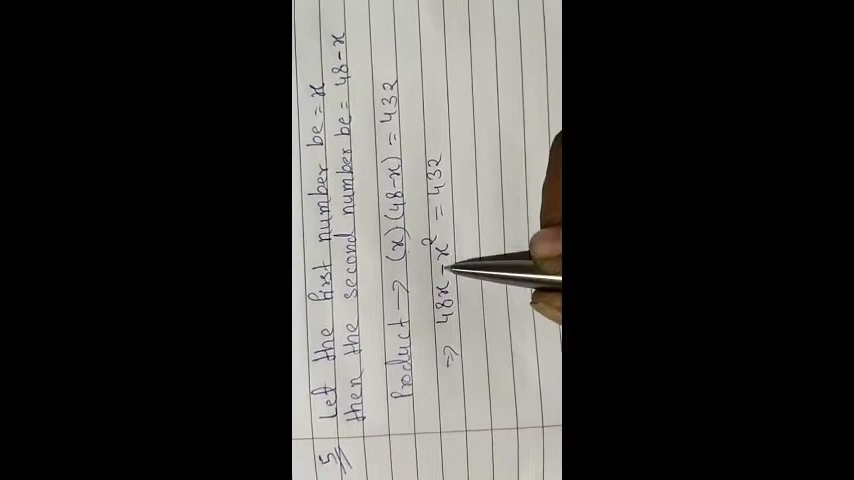 5 Let the first number be = x
then the second number be = 48-x
Product → (x)(48-x) = 432
⇒ 48x - x² = 432